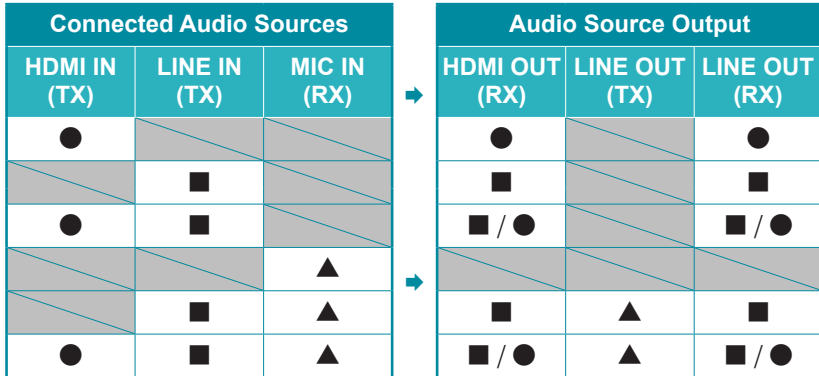 Connected Audio Sources
HDMI IN (TX) LINE IN (TX) MIC IN (RX)
➡
Audio Source Output
HDMI OUT (RX) LINE OUT (TX) LINE OUT (RX)
● ● ●
■ ■ ■
● ■ ■ / ● ■ / ●
▲ ➡
■ ▲ ■ ▲ ■
● ■ ▲ ■ / ● ▲ ■ / ●